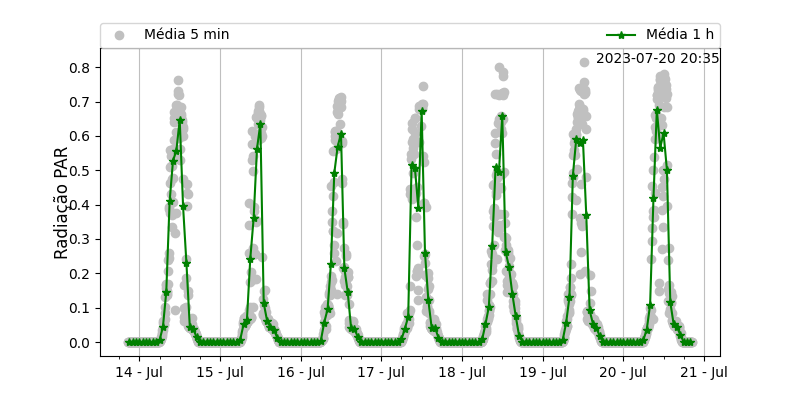 Média 5 min
Média 1 h
2023-07-20 20:35
Radiação PAR
0.8
0.7
0.6
0.5
0.4
0.3
0.2
0.1
0.0
14 - Jul
15 - Jul
16 - Jul
17 - Jul
18 - Jul
19 - Jul
20 - Jul
21 - Jul